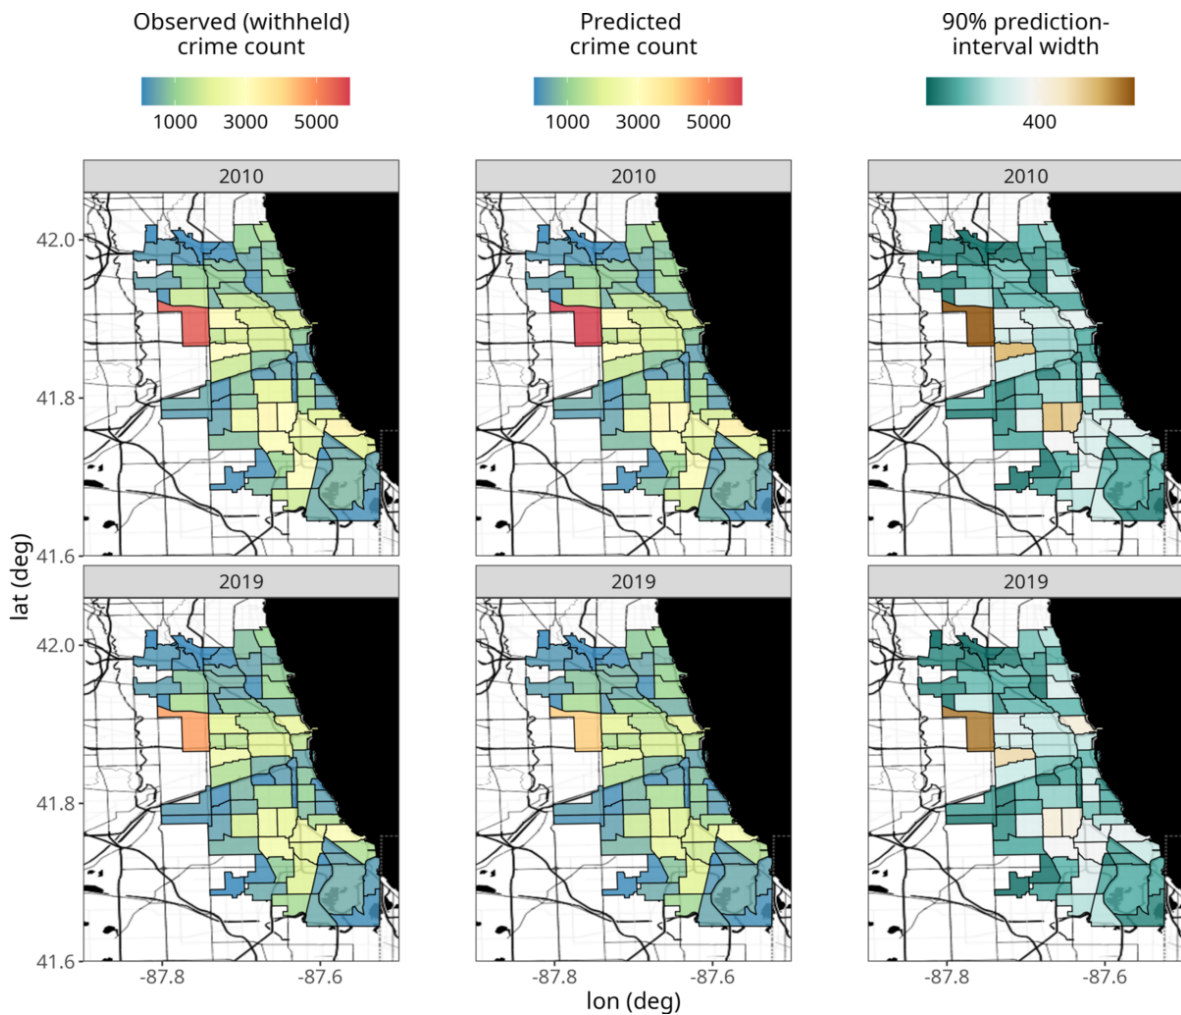 Observed (withheld)
crime count
Predicted
crime count
90% prediction-
interval width
1000 3000 5000
1000 3000 5000
400
2010
2010
2010
42.0
41.8
41.6
lat (deg)
2019
2019
2019
42.0
41.8
41.6
-87.8 -87.6
-87.8 -87.6
-87.8 -87.6
lon (deg)